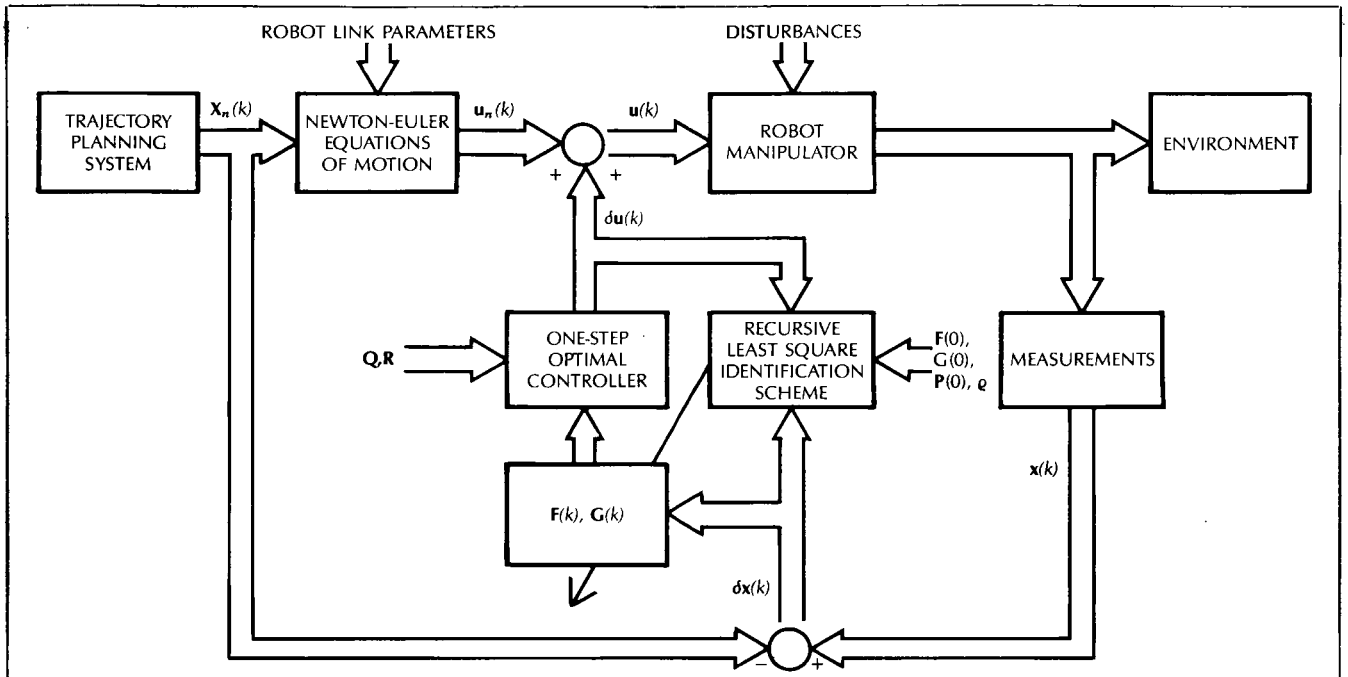 ROBOT LINK PARAMETERS
DISTURBANCES
TRAJECTORY
PLANNING
SYSTEM
Xₙ(k)
NEWTON-EULER
EQUATIONS
OF MOTION
uₙ(k)
+ +
u(k)
ROBOT
MANIPULATOR
ENVIRONMENT
δu(k)
Q,R
ONE-STEP
OPTIMAL
CONTROLLER
RECURSIVE
LEAST SQUARE
IDENTIFICATION
SCHEME
F(0),
G(0),
P(0), ϱ
MEASUREMENTS
x(k)
F(k), G(k)
δx(k)
− +